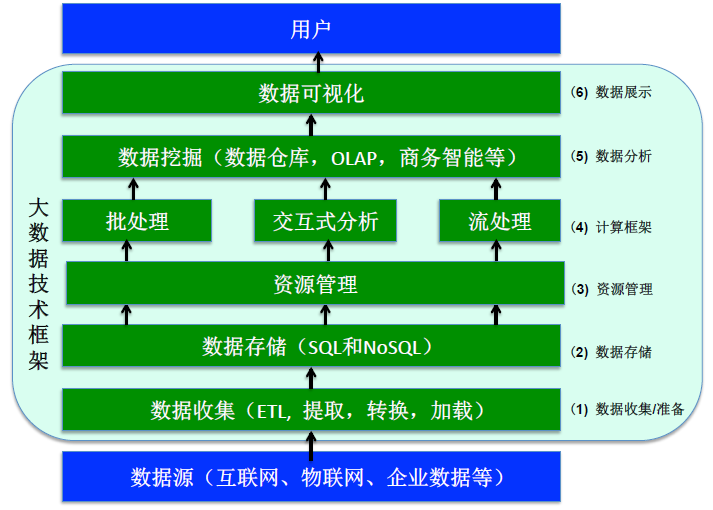 用户
数据可视化
(6) 数据展示
数据挖掘（数据仓库，OLAP，商务智能等）
(5) 数据分析
批处理
交互式分析
流处理
(4) 计算框架
大数据技术框架
资源管理
(3) 资源管理
数据存储（SQL和NoSQL）
(2) 数据存储
数据收集（ETL, 提取，转换，加载）
(1) 数据收集/准备
数据源（互联网、物联网、企业数据等）